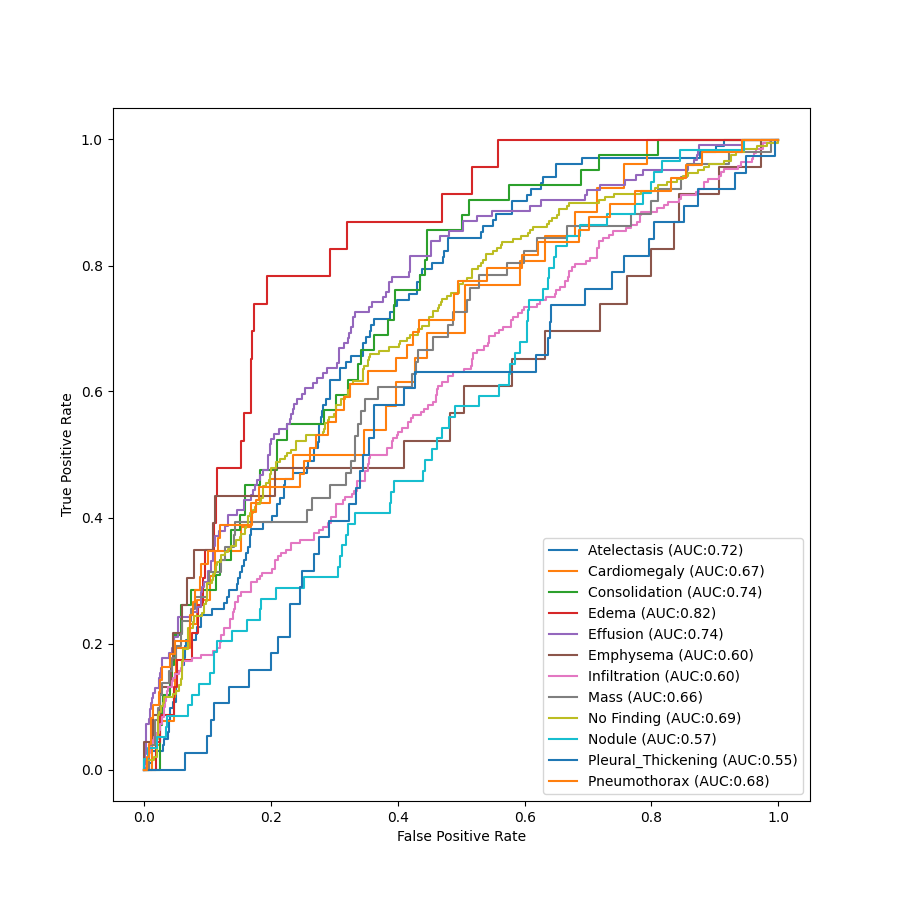 1.0
0.8
0.6
0.4
0.2
0.0
True Positive Rate
Atelectasis (AUC:0.72)
Cardiomegaly (AUC:0.67)
Consolidation (AUC:0.74)
Edema (AUC:0.82)
Effusion (AUC:0.74)
Emphysema (AUC:0.60)
Infiltration (AUC:0.60)
Mass (AUC:0.66)
No Finding (AUC:0.69)
Nodule (AUC:0.57)
Pleural_Thickening (AUC:0.55)
Pneumothorax (AUC:0.68)
0.0 0.2 0.4 0.6 0.8 1.0
False Positive Rate